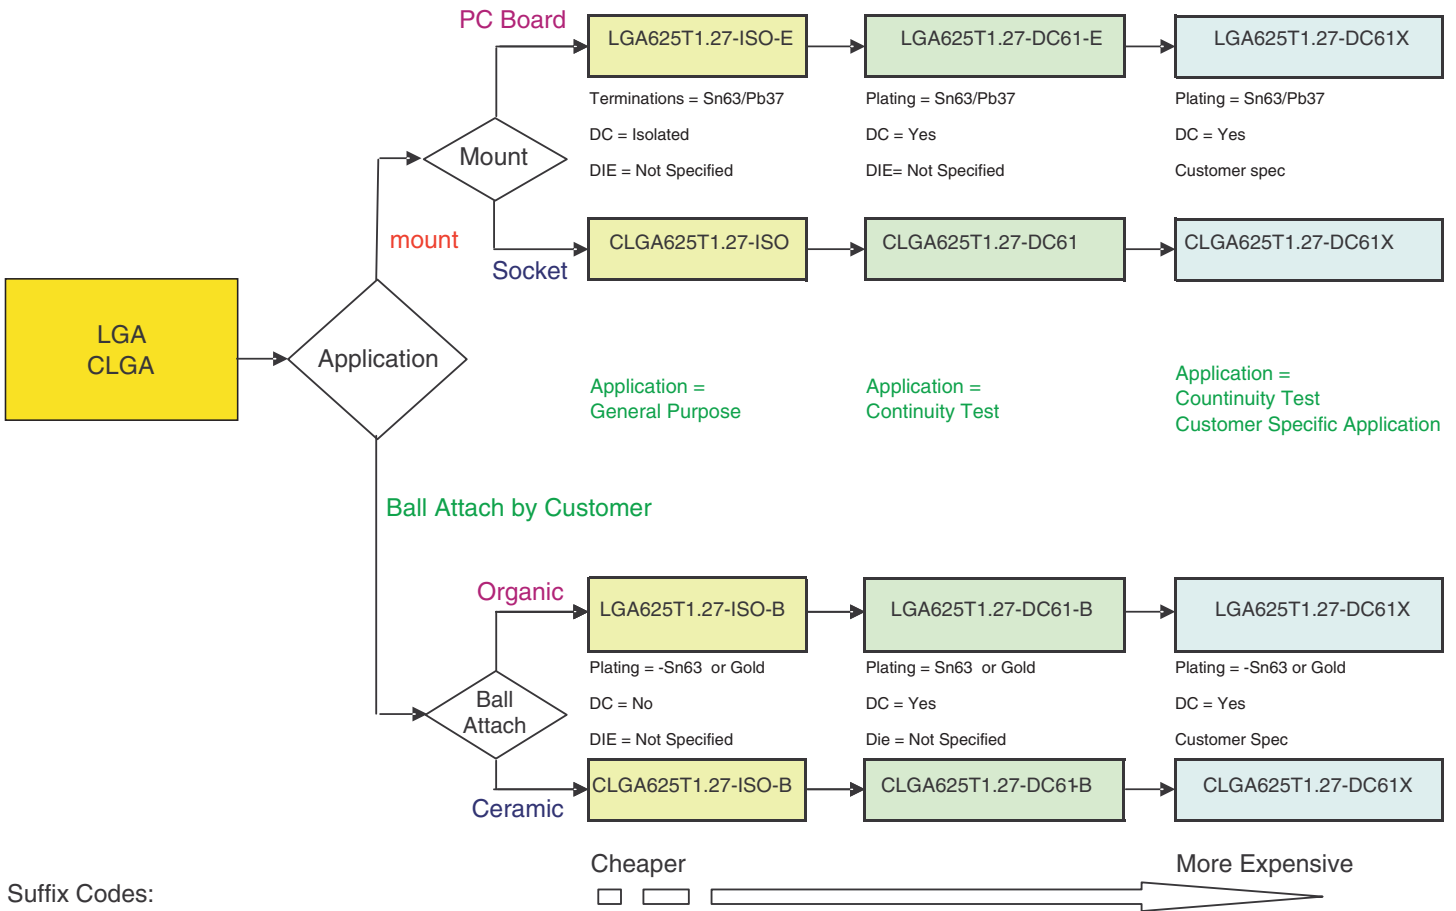 PC Board
LGA625T1.27-ISO-E
LGA625T1.27-DC61-E
LGA625T1.27-DC61X
Terminations = Sn63/Pb37
Plating = Sn63/Pb37
Plating = Sn63/Pb37
DC = Isolated
DC = Yes
DC = Yes
Mount
DIE = Not Specified
DIE= Not Specified
Customer spec
mount
CLGA625T1.27-ISO
CLGA625T1.27-DC61
CLGA625T1.27-DC61X
Socket
LGA
CLGA
Application
Application =
General Purpose
Application =
Continuity Test
Application =
Countinuity Test
Customer Specific Application
Ball Attach by Customer
Organic
LGA625T1.27-ISO-B
LGA625T1.27-DC61-B
LGA625T1.27-DC61X
Plating = -Sn63 or Gold
Plating = Sn63 or Gold
Plating = -Sn63 or Gold
Ball
Attach
DC = No
DC = Yes
DC = Yes
DIE = Not Specified
Die = Not Specified
Customer Spec
CLGA625T1.27-ISO-B
CLGA625T1.27-DC61-B
CLGA625T1.27-DC61X
Ceramic
Cheaper
More Expensive
Suffix Codes: